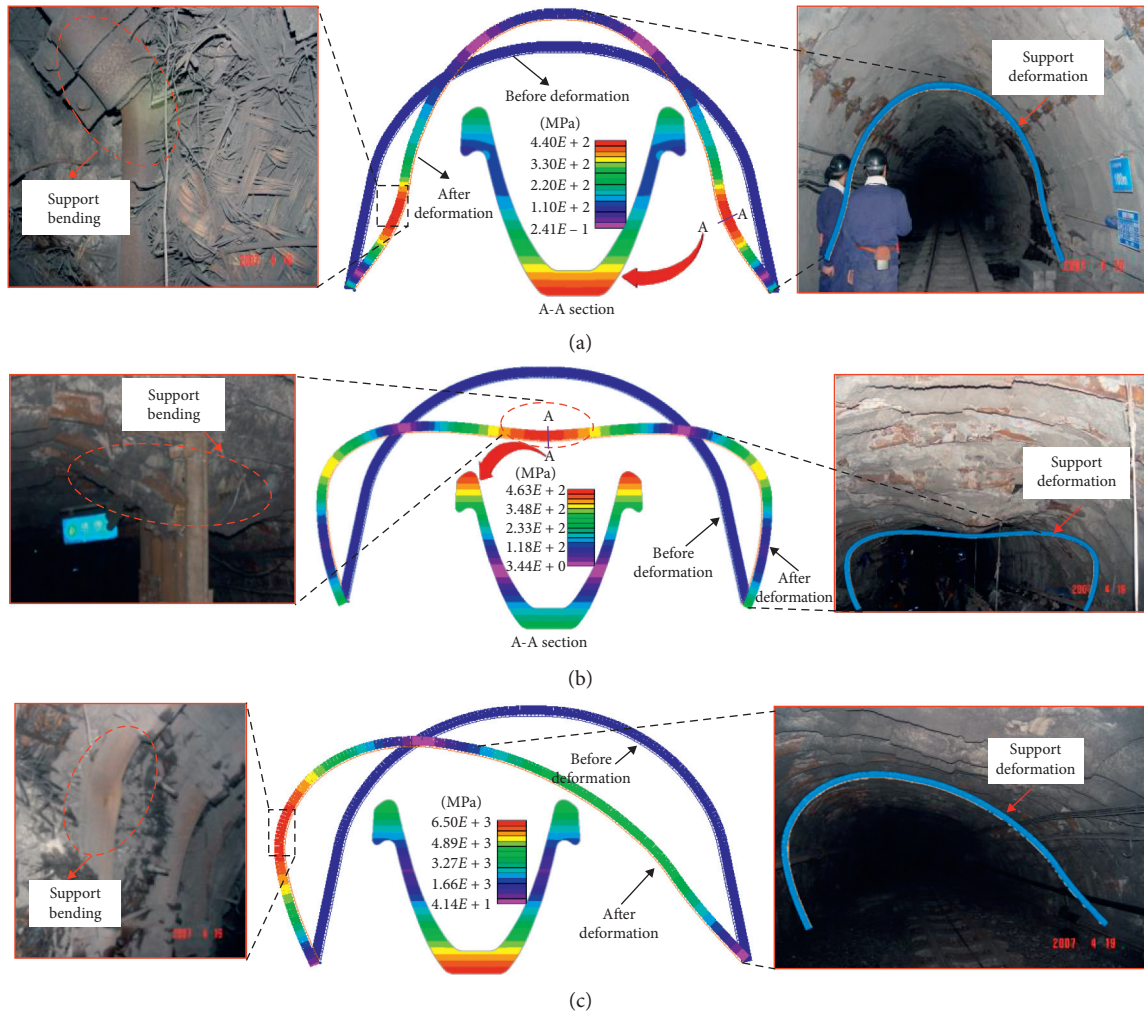 Support
bending
2007 4 19
Before deformation
After
deformation
(MPa)
4.40E + 2
3.30E + 2
2.20E + 2
1.10E + 2
2.41E – 1
A
A
A-A section
Support
deformation
2007 4 19
(a)
Support
bending
A
A
(MPa)
4.63E + 2
3.48E + 2
2.33E + 2
1.18E + 2
3.44E + 0
Before
deformation
After
deformation
A-A section
Support
deformation
(b)
Support
bending
2007 4 19
Before
deformation
(MPa)
6.50E + 3
4.89E + 3
3.27E + 3
1.66E + 3
4.14E + 1
After
deformation
Support
deformation
2007 4 19
(c)